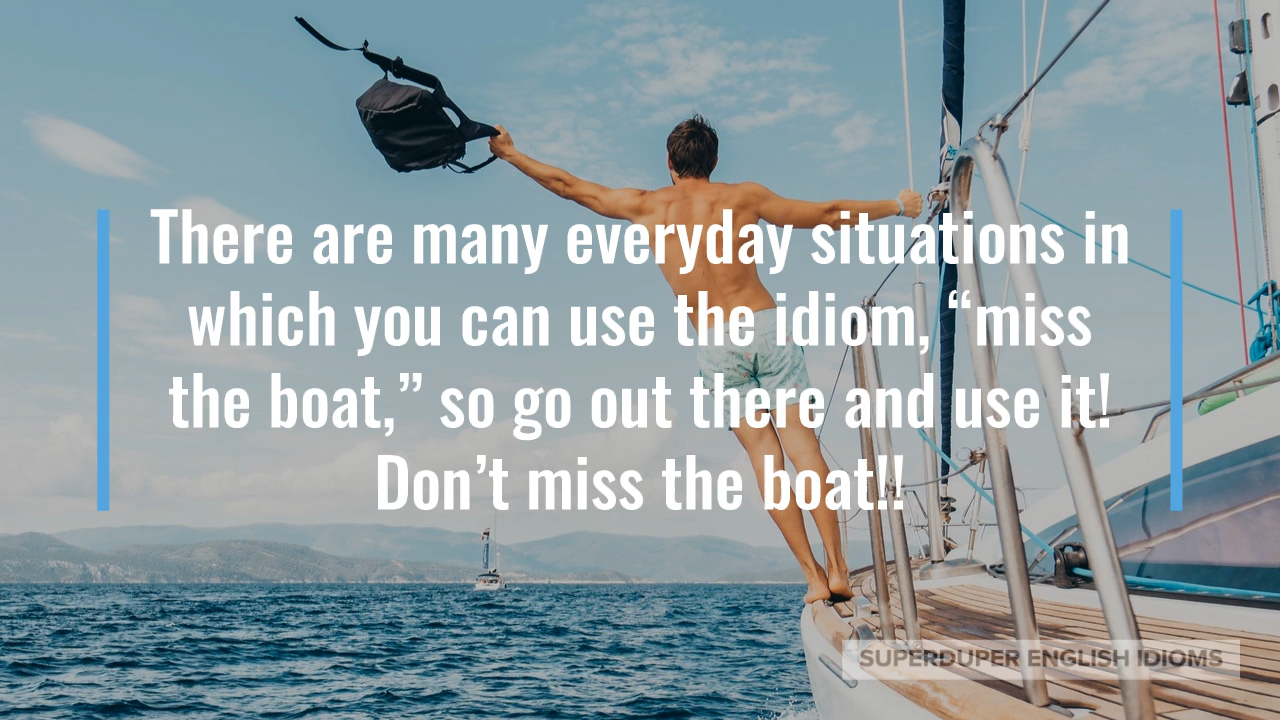 There are many everyday situations in
which you can use the idiom, “miss
the boat,” so go out there and use it!
Don’t miss the boat!!
SUPERDUPER ENGLISH IDIOMS